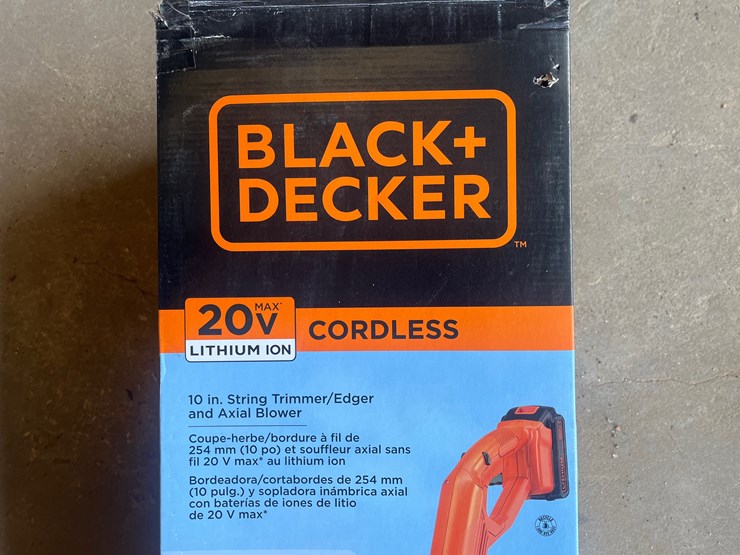 BLACK+
DECKER
TM
20V MAX*
LITHIUM ION
CORDLESS
10 in. String Trimmer/Edger
and Axial Blower
Coupe-herbe/bordure à fil de
254 mm (10 po) et souffleur axial sans
fil 20 V max* au lithium ion
Bordeadora/cortabordes de 254 mm
(10 pulg.) y sopladora inámbrica axial
con baterías de iones de litio
de 20 V max*